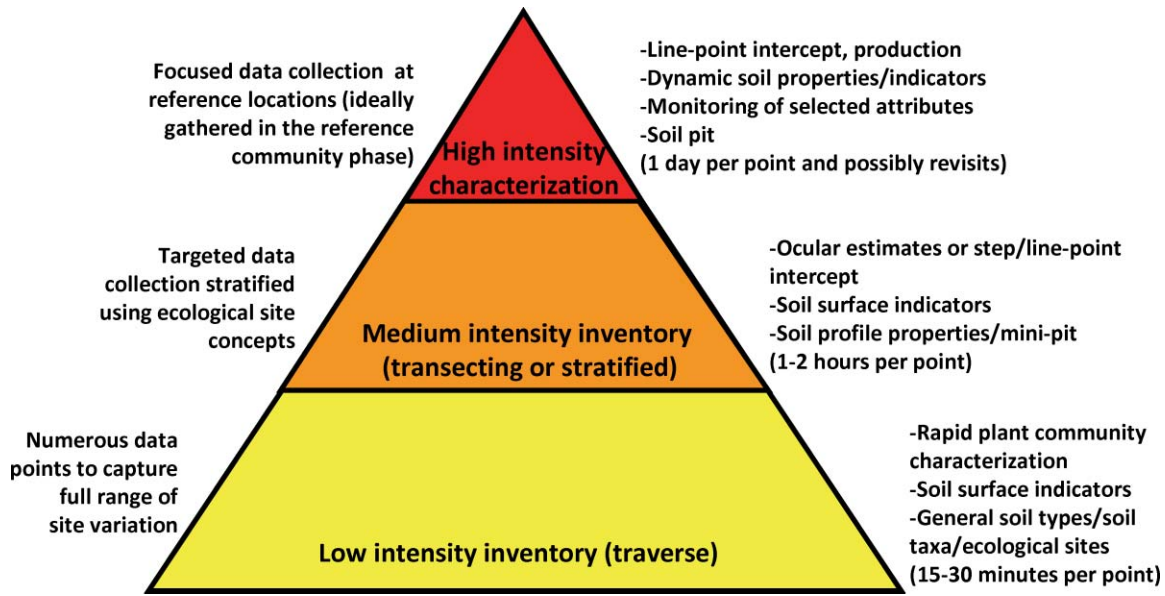 Focused data collection at
reference locations (ideally
gathered in the reference
community phase)
High intensity
characterization
-Line-point intercept, production
-Dynamic soil properties/indicators
-Monitoring of selected attributes
-Soil pit
(1 day per point and possibly revisits)
Targeted data
collection stratified
using ecological site
concepts
Medium intensity inventory
(transecting or stratified)
-Ocular estimates or step/line-point
intercept
-Soil surface indicators
-Soil profile properties/mini-pit
(1-2 hours per point)
Numerous data
points to capture
full range of
site variation
Low intensity inventory (traverse)
-Rapid plant community
characterization
-Soil surface indicators
-General soil types/soil
taxa/ecological sites
(15-30 minutes per point)